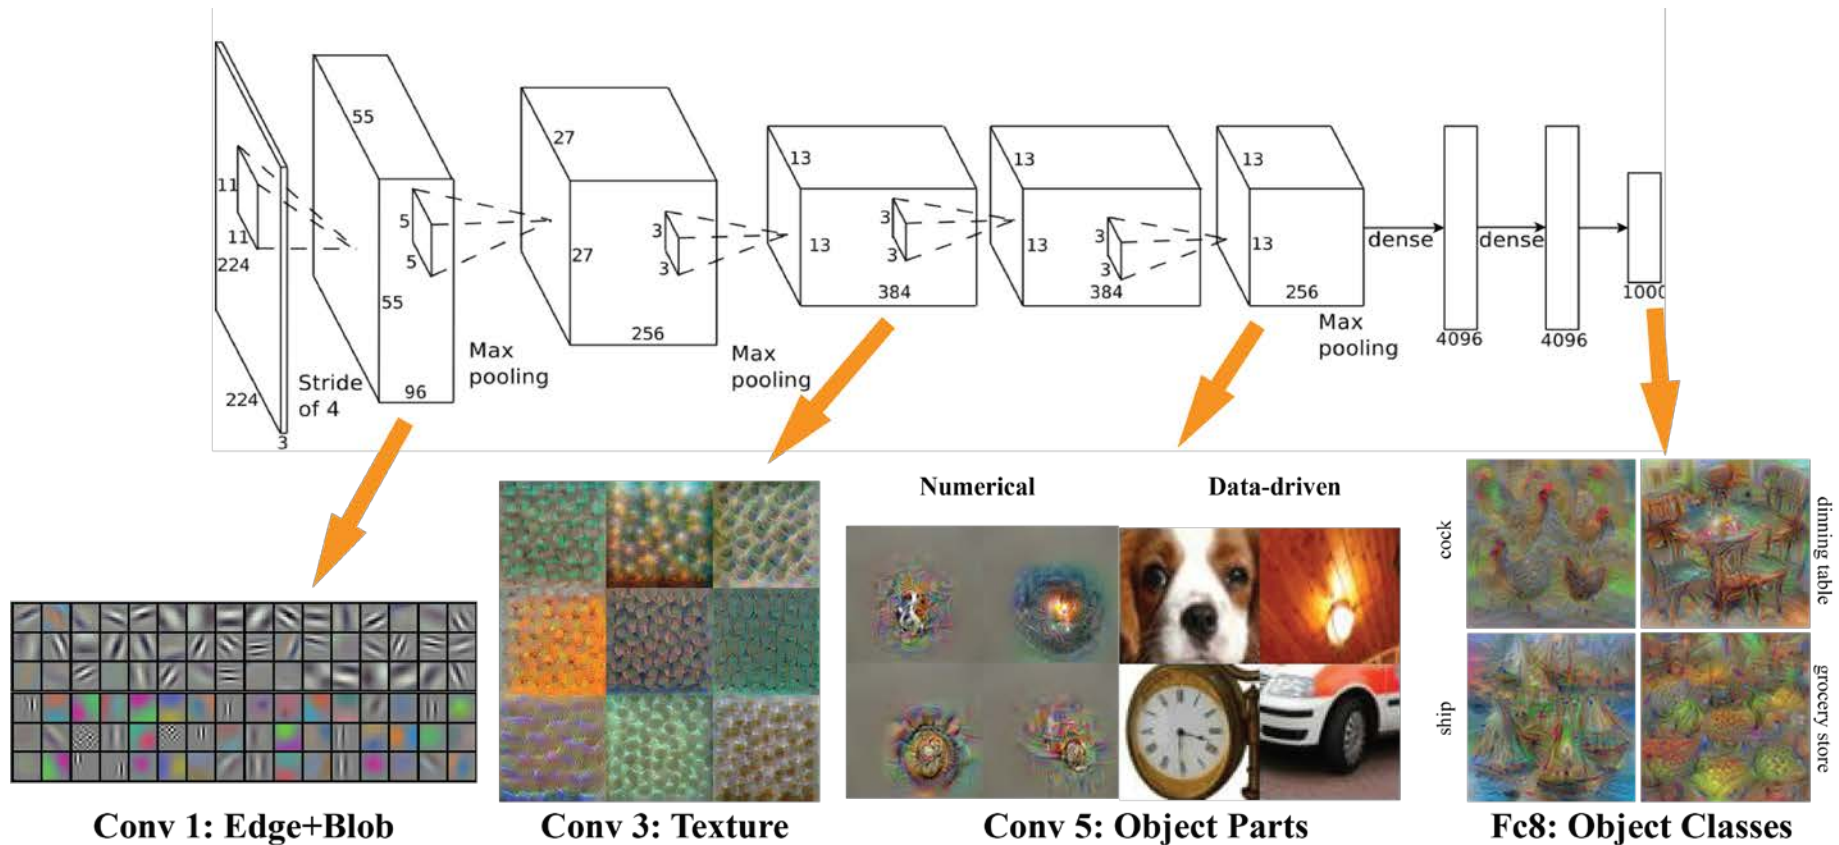 55
27
13
13
13
11
5
3
3
3
11
5
3
3
3
224
55
27
13
13
13
dense
dense
384
384
256
1000
256
Max
pooling
Max
pooling
Max
pooling
4096
4096
Stride
of 4
96
224
3
Numerical
Data-driven
cock
dinning table
ship
grocery store
Conv 1: Edge+Blob
Conv 3: Texture
Conv 5: Object Parts
Fc8: Object Classes